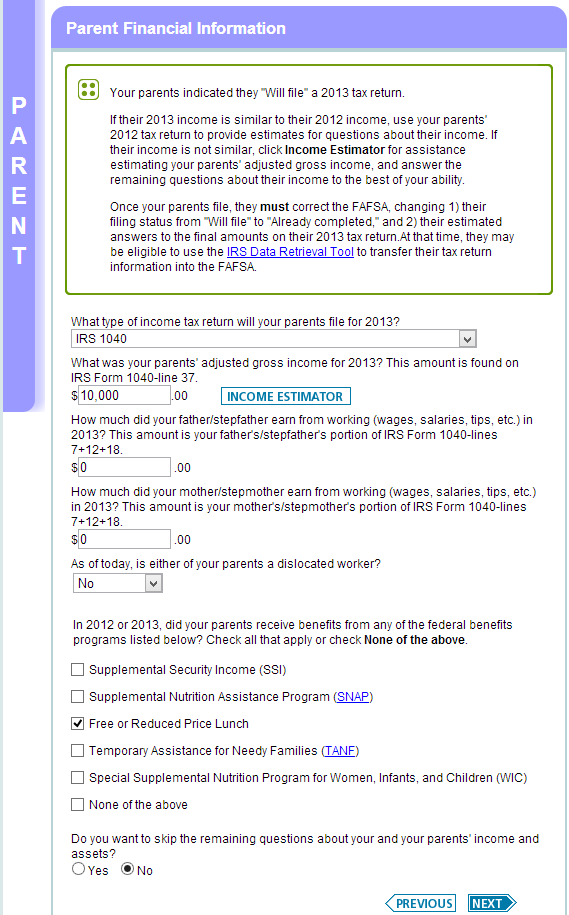 Parent Financial Information
PARENT
Your parents indicated they "Will file" a 2013 tax return.
If their 2013 income is similar to their 2012 income, use your parents'
2012 tax return to provide estimates for questions about their income. If
their income is not similar, click Income Estimator for assistance
estimating your parents' adjusted gross income, and answer the
remaining questions about their income to the best of your ability.
Once your parents file, they must correct the FAFSA, changing 1) their
filing status from "Will file" to "Already completed," and 2) their estimated
answers to the final amounts on their 2013 tax return.At that time, they may
be eligible to use the IRS Data Retrieval Tool to transfer their tax return
information into the FAFSA.
What type of income tax return will your parents file for 2013?
IRS 1040
What was your parents' adjusted gross income for 2013? This amount is found on
IRS Form 1040-line 37.
$10,000 .00 INCOME ESTIMATOR
How much did your father/stepfather earn from working (wages, salaries, tips, etc.) in
2013? This amount is your father's/stepfather's portion of IRS Form 1040-lines
7+12+18.
$0 .00
How much did your mother/stepmother earn from working (wages, salaries, tips, etc.)
in 2013? This amount is your mother's/stepmother's portion of IRS Form 1040-lines
7+12+18.
$0 .00
As of today, is either of your parents a dislocated worker?
No
In 2012 or 2013, did your parents receive benefits from any of the federal benefits
programs listed below? Check all that apply or check None of the above.
Supplemental Security Income (SSI)
Supplemental Nutrition Assistance Program (SNAP)
Free or Reduced Price Lunch
Temporary Assistance for Needy Families (TANF)
Special Supplemental Nutrition Program for Women, Infants, and Children (WIC)
None of the above
Do you want to skip the remaining questions about your and your parents' income and
assets?
Yes No
PREVIOUS NEXT